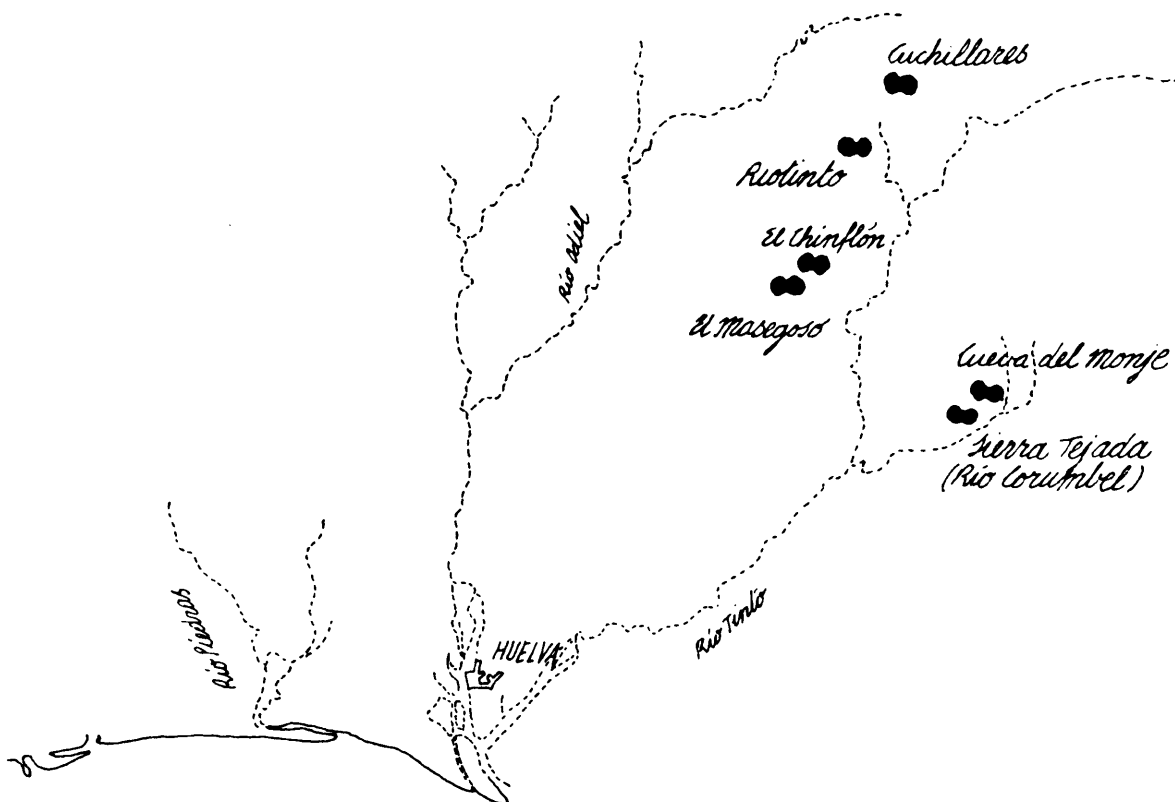 Cuchillares
Riotinto
El Chinflón
Río Odiel
El Masegoso
Cueva del Monje
Sierra Tejada
(Río Corumbel)
Río Piedras
HUELVA
Río Tinto